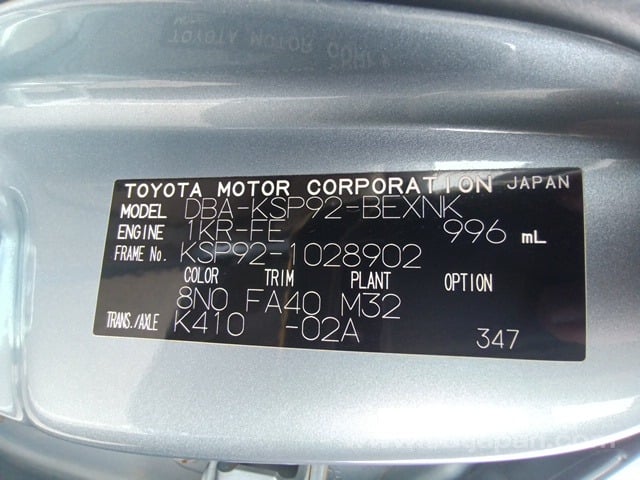 TOYOTA MOTOR CORPORATION JAPAN
MODEL DBA-KSP92-BEXNK
ENGINE 1KR-FE 996 mL
FRAME No. KSP92-1028902
COLOR TRIM PLANT OPTION
8N0 FA40 M32
TRANS./AXLE K410 -02A
347